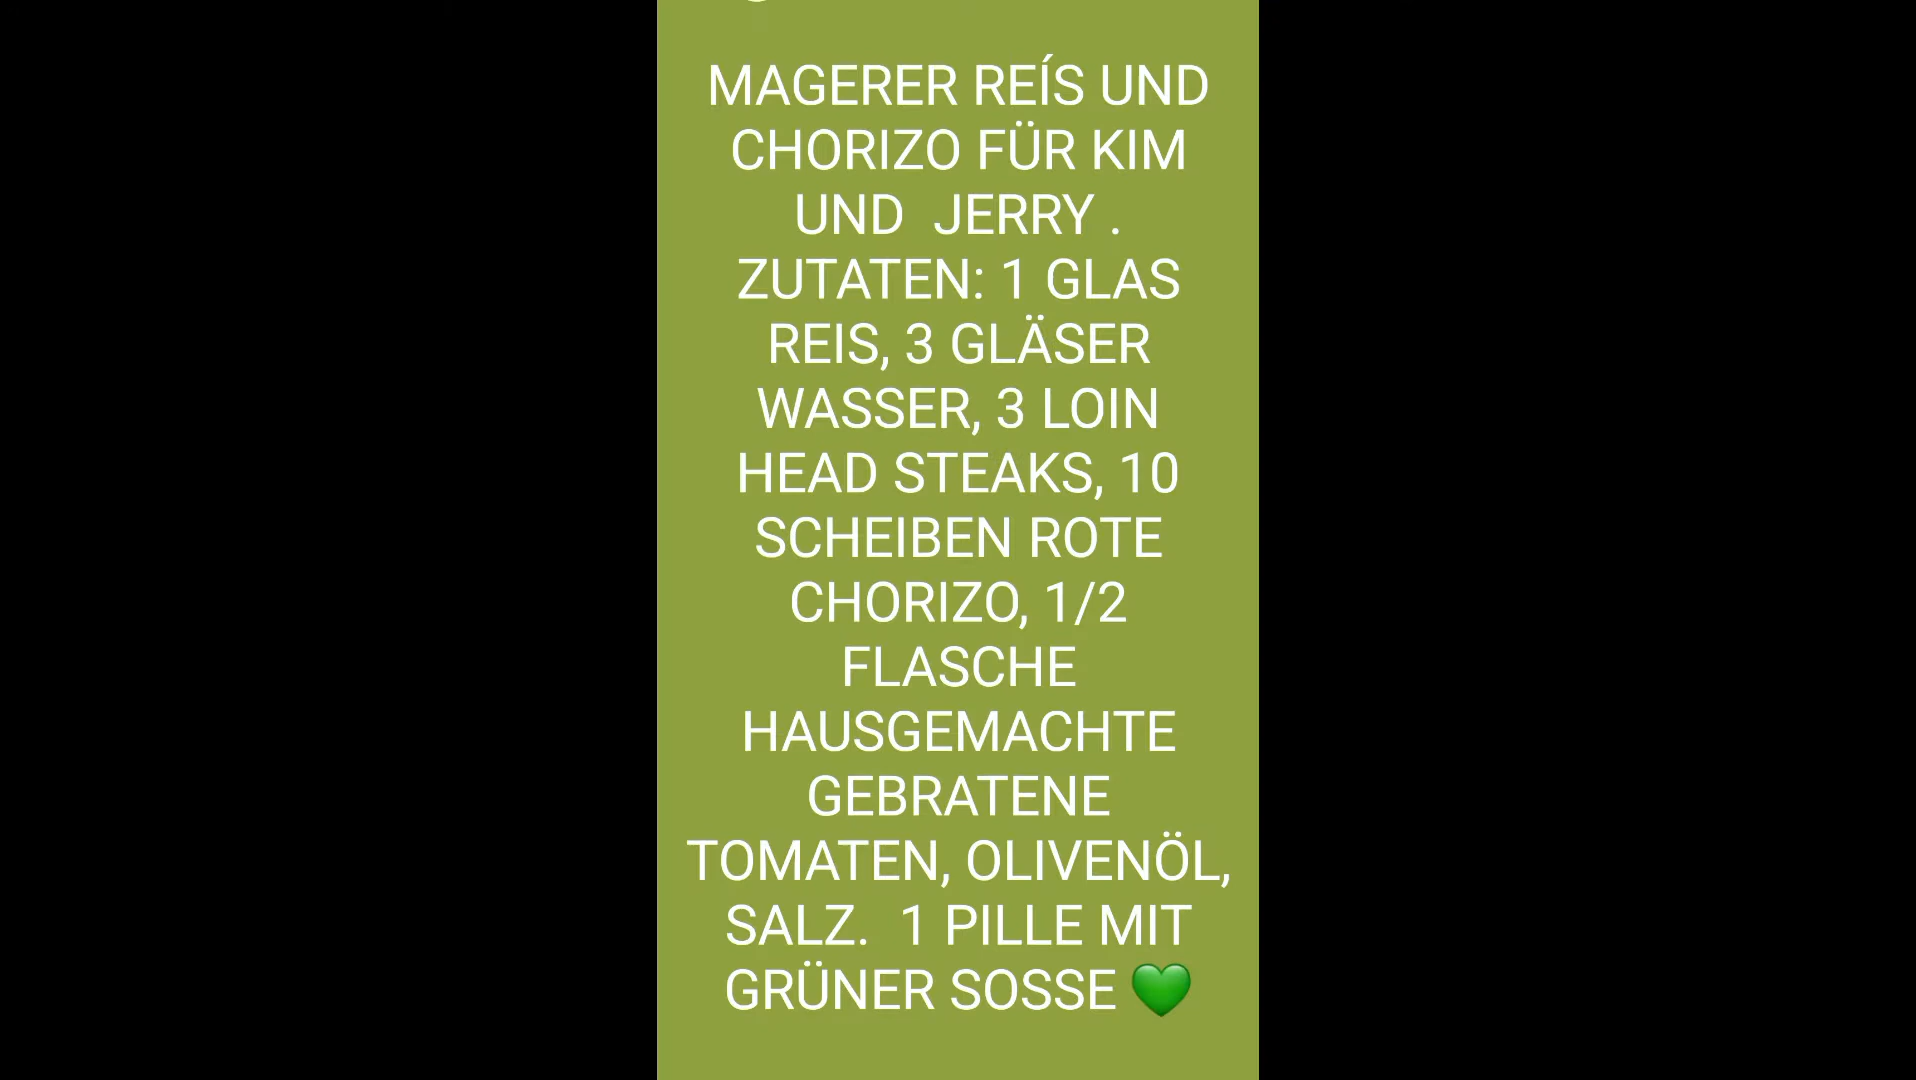 MAGERER REÍS UND
CHORIZO FÜR KIM
UND  JERRY .
ZUTATEN: 1 GLAS
REIS, 3 GLÄSER
WASSER, 3 LOIN
HEAD STEAKS, 10
SCHEIBEN ROTE
CHORIZO, 1/2
FLASCHE
HAUSGEMACHTE
GEBRATENE
TOMATEN, OLIVENÖL,
SALZ.  1 PILLE MIT
GRÜNER SOSSE 💚